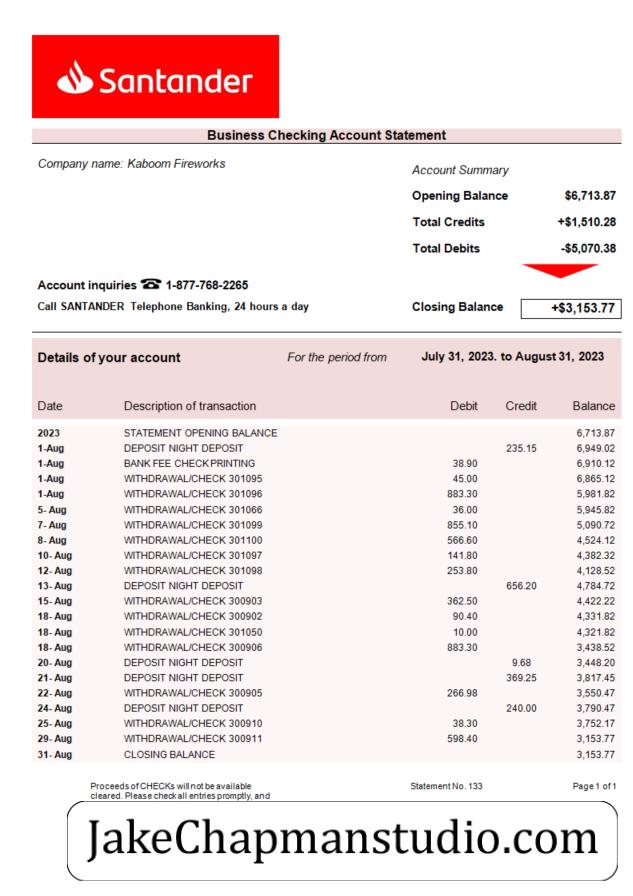 Santander
Business Checking Account Statement
Company name: Kaboom Fireworks
Account Summary
Opening Balance $6,713.87
Total Credits +$1,510.28
Total Debits -$5,070.38
Account inquiries ☎ 1-877-768-2265
Call SANTANDER Telephone Banking, 24 hours a day
Closing Balance +$3,153.77
Details of your account For the period from July 31, 2023. to August 31, 2023
Date Description of transaction Debit Credit Balance
2023 STATEMENT OPENING BALANCE 6,713.87
1-Aug DEPOSIT NIGHT DEPOSIT 235.15 6,949.02
1-Aug BANK FEE CHECK PRINTING 38.90 6,910.12
1-Aug WITHDRAWAL/CHECK 301095 45.00 6,865.12
1-Aug WITHDRAWAL/CHECK 301096 883.30 5,981.82
5- Aug WITHDRAWAL/CHECK 301066 36.00 5,945.82
7- Aug WITHDRAWAL/CHECK 301099 855.10 5,090.72
8- Aug WITHDRAWAL/CHECK 301100 566.60 4,524.12
10- Aug WITHDRAWAL/CHECK 301097 141.80 4,382.32
12- Aug WITHDRAWAL/CHECK 301098 253.80 4,128.52
13- Aug DEPOSIT NIGHT DEPOSIT 656.20 4,784.72
15- Aug WITHDRAWAL/CHECK 300903 362.50 4,422.22
18- Aug WITHDRAWAL/CHECK 300902 90.40 4,331.82
18- Aug WITHDRAWAL/CHECK 301050 10.00 4,321.82
18- Aug WITHDRAWAL/CHECK 300906 883.30 3,438.52
20- Aug DEPOSIT NIGHT DEPOSIT 9.68 3,448.20
21- Aug DEPOSIT NIGHT DEPOSIT 369.25 3,817.45
22- Aug WITHDRAWAL/CHECK 300905 266.98 3,550.47
24- Aug DEPOSIT NIGHT DEPOSIT 240.00 3,790.47
25- Aug WITHDRAWAL/CHECK 300910 38.30 3,752.17
29- Aug WITHDRAWAL/CHECK 300911 598.40 3,153.77
31- Aug CLOSING BALANCE 3,153.77
Proceeds of CHECKs will not be available Statement No. 133 Page 1 of 1
cleared. Please check all entries promptly, and
JakeChapmanstudio.com